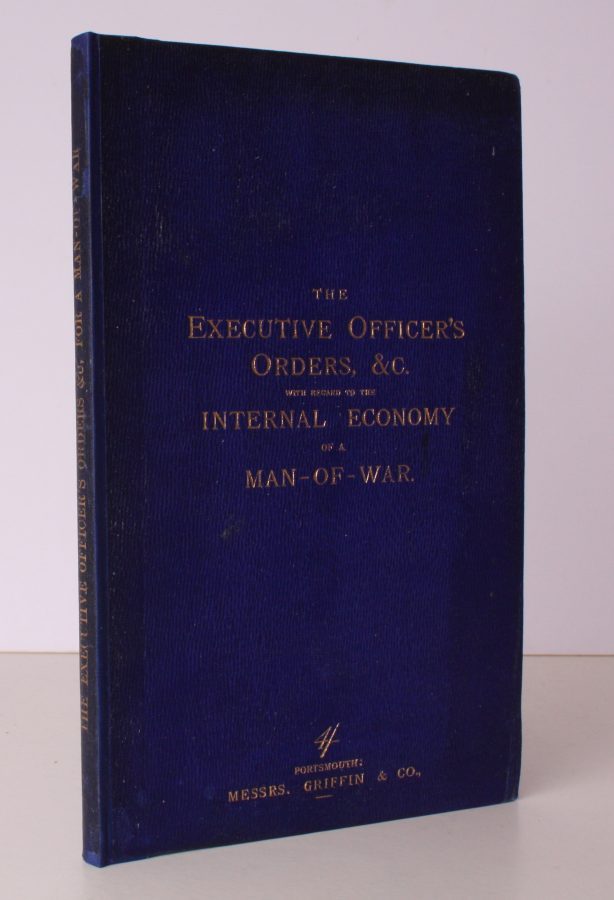 THE
EXECUTIVE OFFICER'S
ORDERS, &C.
WITH REGARD TO THE
INTERNAL ECONOMY
OF A
MAN-OF-WAR.
4/
PORTSMOUTH:
MESSRS. GRIFFIN & CO.,
THE EXECUTIVE OFFICER'S ORDERS &C, FOR A MAN-OF-WAR